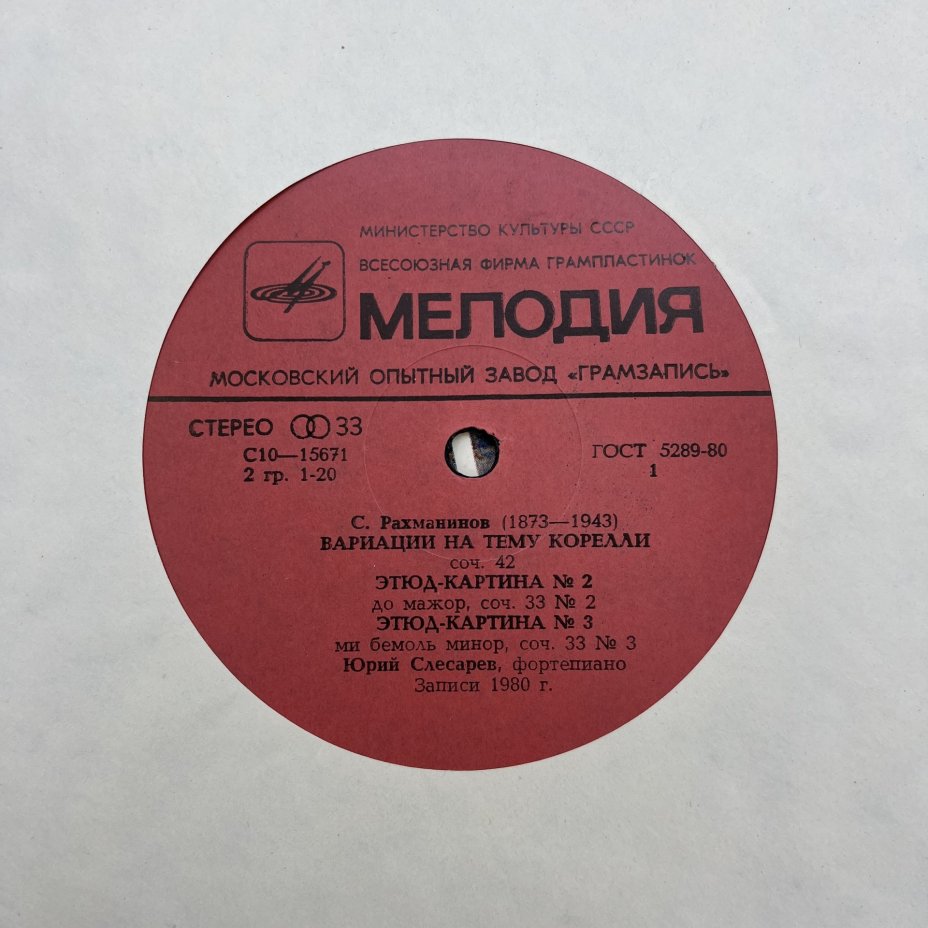 МИНИСТЕРСТВО КУЛЬТУРЫ СССР
ВСЕСОЮЗНАЯ ФИРМА ГРАМПЛАСТИНОК
МЕЛОДИЯ
МОСКОВСКИЙ ОПЫТНЫЙ ЗАВОД «ГРАМЗАПИСЬ»
СТЕРЕО 33
С10—15671
2 гр. 1-20
ГОСТ 5289-80
1
С. Рахманинов (1873—1943)
ВАРИАЦИИ НА ТЕМУ КОРЕЛЛИ
соч. 42
ЭТЮД-КАРТИНА № 2
до мажор, соч. 33 № 2
ЭТЮД-КАРТИНА № 3
ми бемоль минор, соч. 33 № 3
Юрий Слесарев, фортепиано
Записи 1980 г.